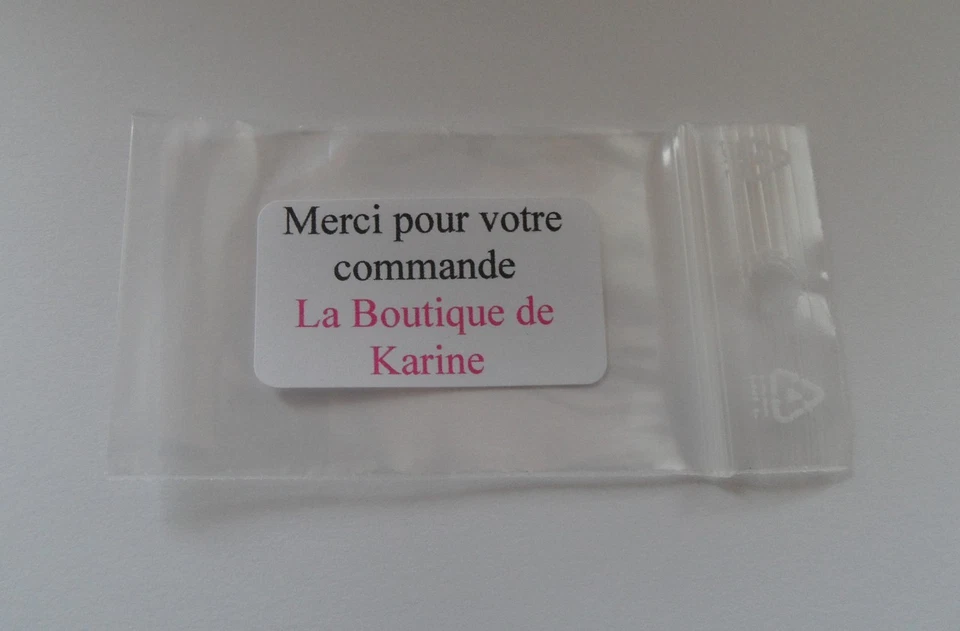 Merci pour votre
commande
La Boutique de
Karine